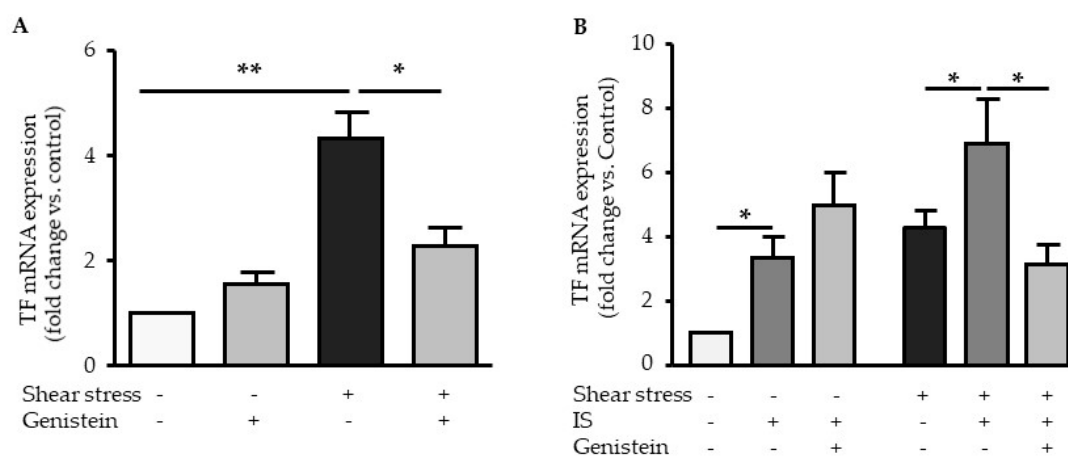 A
TF mRNA expression
(fold change vs. control)
6
4
2
0
**
*
Shear stress - - + +
Genistein - + - +
B
TF mRNA expression
(fold change vs. Control)
10
8
6
4
2
0
*
*
*
Shear stress - - - + + +
IS - + + - + +
Genistein - - + - - +